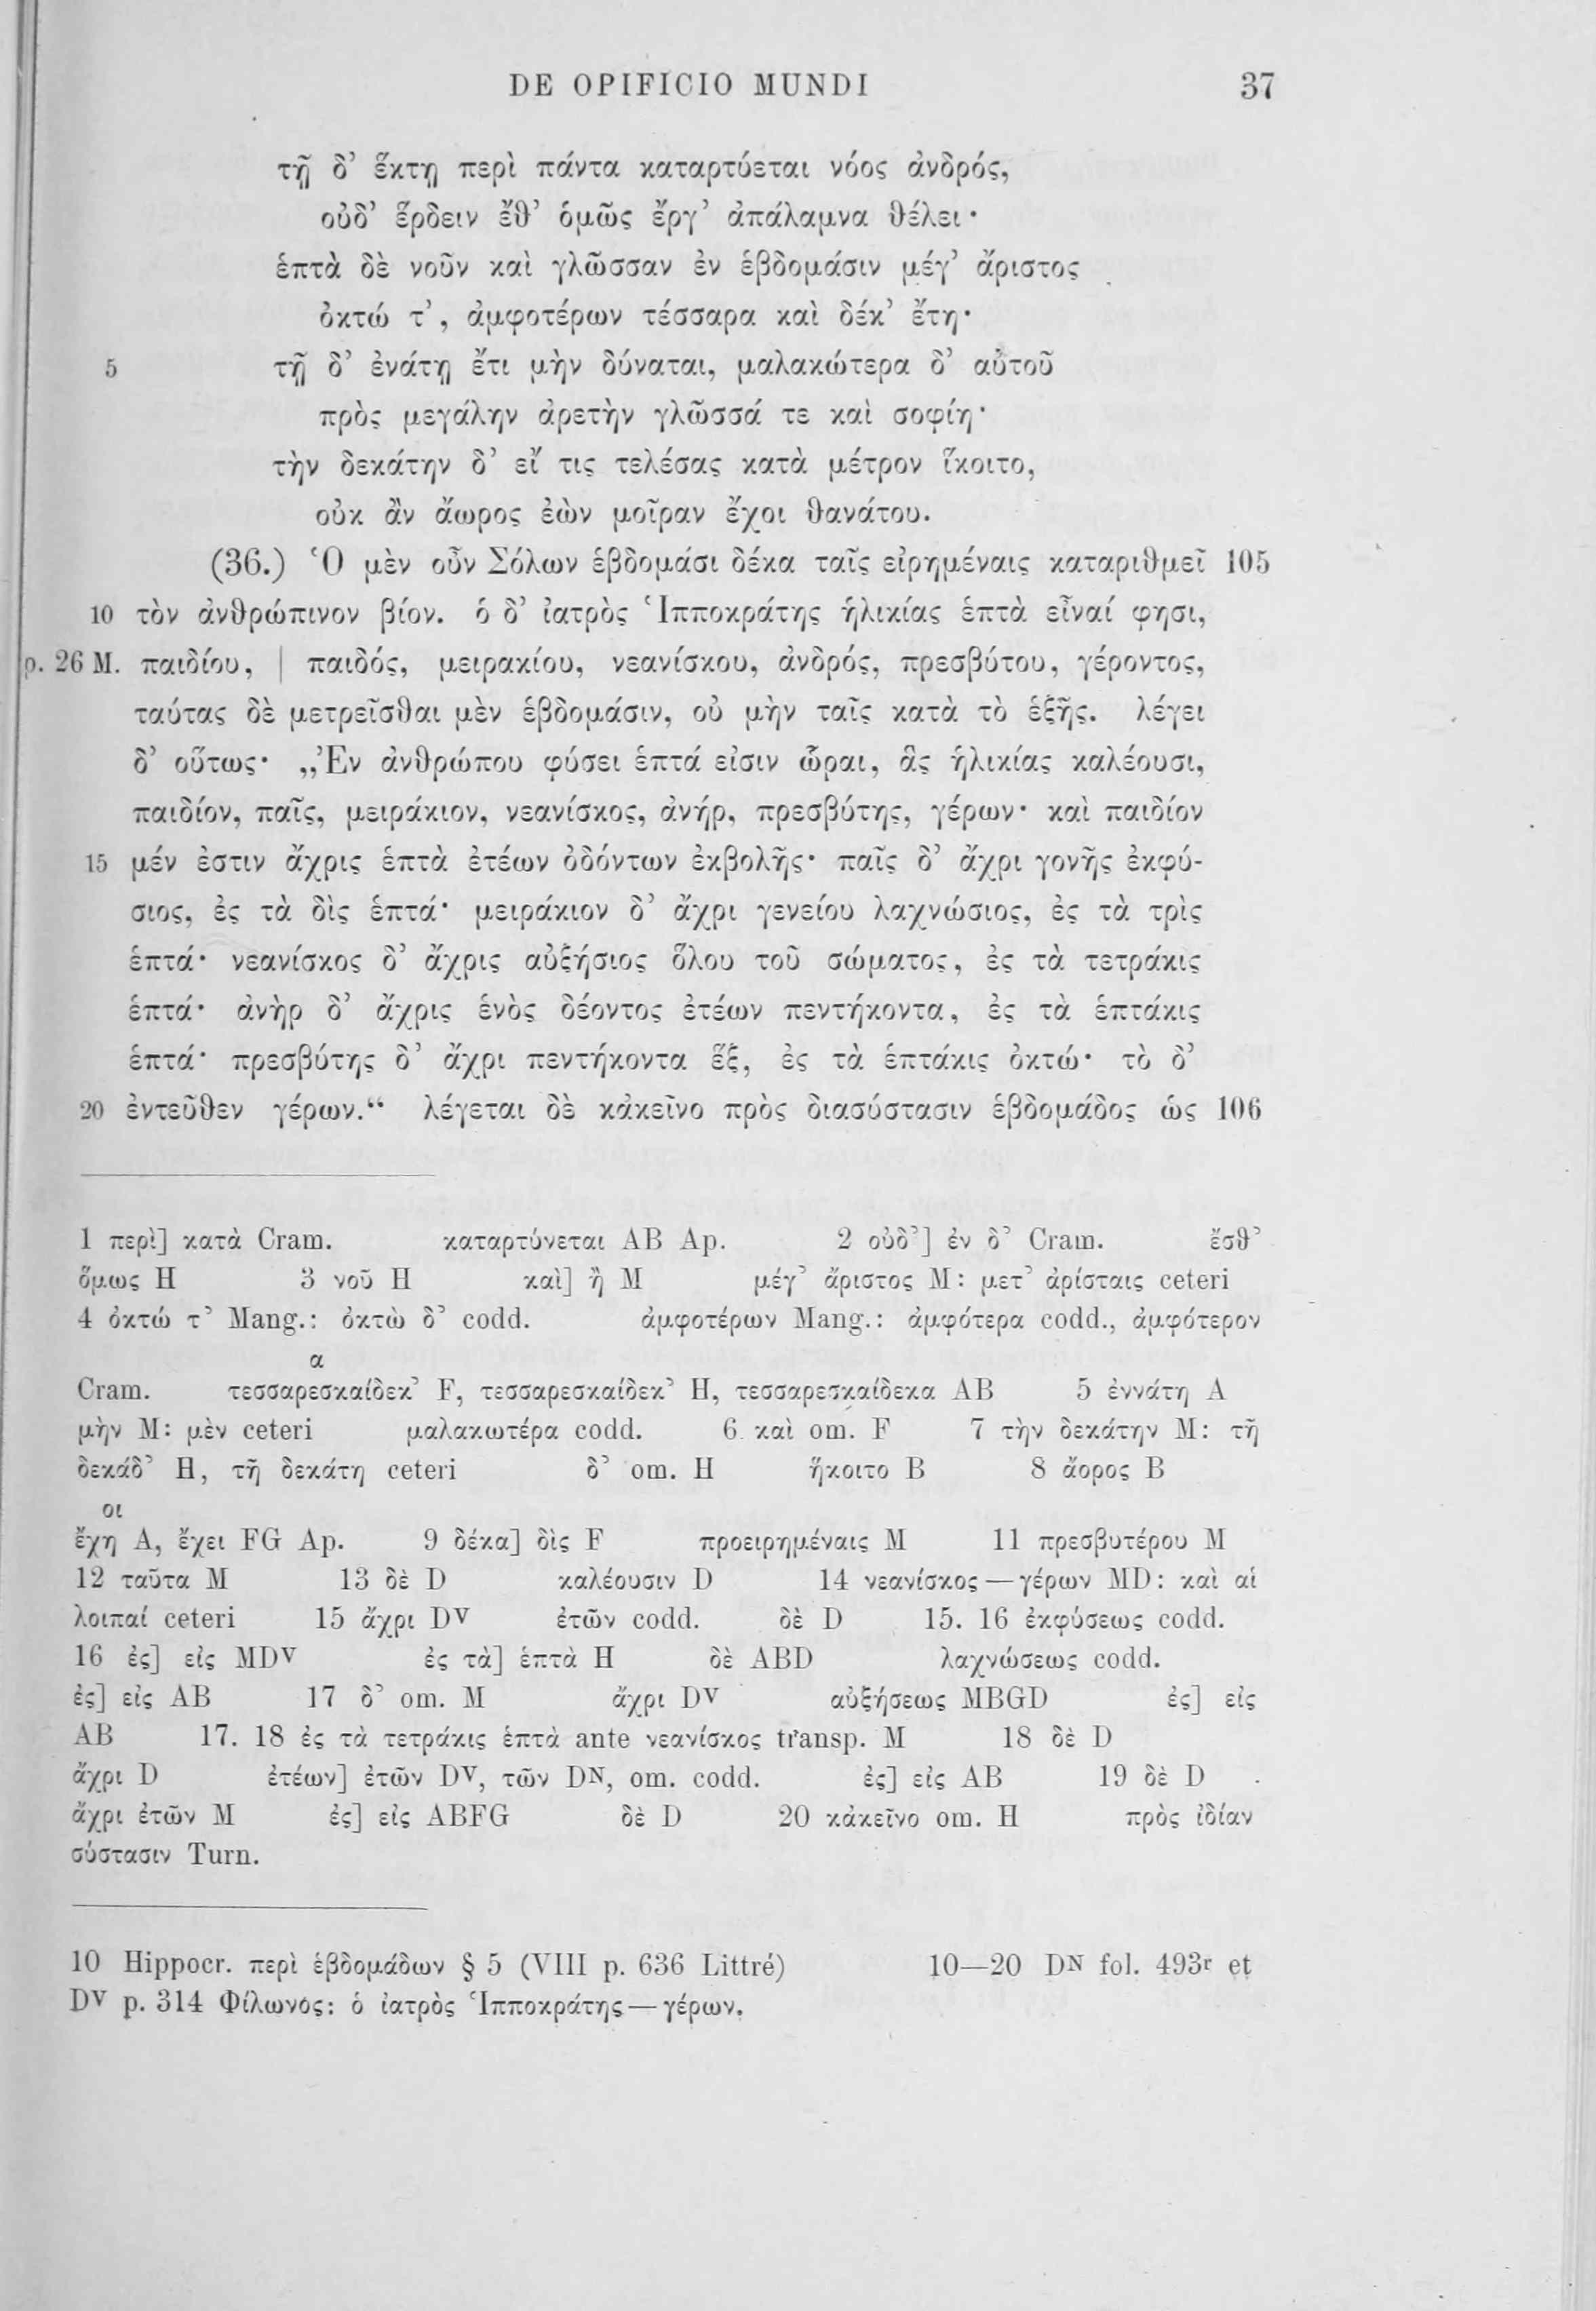 DE OPIFICIO MUNDI 37
τῇ δ’ ἕκτῃ περὶ πάντα καταρτύεται νόος ἀνδρός,
οὐδ’ ἕρδειν ἔθ’ ὁμῶς ἔργ’ ἀπάλαμνα θέλει·
ἑπτὰ δὲ νοῦν καὶ γλῶσσαν ἐν ἑβδομάσιν μέγ’ ἄριστος
ὀκτώ τ’, ἀμφοτέρων τέσσαρα καὶ δέκ’ ἔτη·
5 τῇ δ’ ἐνάτῃ ἔτι μὴν δύναται, μαλακώτερα δ’ αὐτοῦ
πρὸς μεγάλην ἀρετὴν γλῶσσά τε καὶ σοφίη·
τὴν δεκάτην δ’ εἴ τις τελέσας κατὰ μέτρον ἵκοιτο,
οὐκ ἂν ἄωρος ἐὼν μοῖραν ἔχοι θανάτου.
(36.) Ὁ μὲν οὖν Σόλων ἑβδομάσι δέκα ταῖς εἰρημέναις καταριθμεῖ 105
10 τὸν ἀνθρώπινον βίον. ὁ δ’ ἰατρὸς Ἱπποκράτης ἡλικίας ἑπτὰ εἶναί φησι,
p. 26 M. παιδίου, | παιδός, μειρακίου, νεανίσκου, ἀνδρός, πρεσβύτου, γέροντος,
ταύτας δὲ μετρεῖσθαι μὲν ἑβδομάσιν, οὐ μὴν ταῖς κατὰ τὸ ἑξῆς. λέγει
δ’ οὕτως· „Ἐν ἀνθρώπου φύσει ἑπτά εἰσιν ὧραι, ἃς ἡλικίας καλέουσι,
παιδίον, παῖς, μειράκιον, νεανίσκος, ἀνήρ, πρεσβύτης, γέρων· καὶ παιδίον
15 μέν ἐστιν ἄχρις ἑπτὰ ἐτέων ὀδόντων ἐκβολῆς· παῖς δ’ ἄχρι γονῆς ἐκφύ-
σιος, ἐς τὰ δὶς ἑπτά· μειράκιον δ’ ἄχρι γενείου λαχνώσιος, ἐς τὰ τρὶς
ἑπτά· νεανίσκος δ’ ἄχρις αὐξήσιος ὅλου τοῦ σώματος, ἐς τὰ τετράκις
ἑπτά· ἀνὴρ δ’ ἄχρις ἑνὸς δέοντος ἐτέων πεντήκοντα, ἐς τὰ ἑπτάκις
ἑπτά· πρεσβύτης δ’ ἄχρι πεντήκοντα ἕξ, ἐς τὰ ἑπτάκις ὀκτώ· τὸ δ’
20 ἐντεῦθεν γέρων.“ λέγεται δὲ κἀκεῖνο πρὸς διασύστασιν ἑβδομάδος ὡς 106
1 περὶ] κατὰ Cram. καταρτύνεται AB Ap. 2 οὐδ’] ἐν δ’ Cram. ἔσθ’
ὅμως H 3 νοῦ H καὶ] ἢ M μέγ’ ἄριστος M: μετ’ ἀρίσταις ceteri
4 ὀκτώ τ’ Mang.: ὀκτὼ δ’ codd. ἀμφοτέρων Mang.: ἀμφότερα codd., ἀμφότερον
α
Cram. τεσσαρεσκαίδεκ’ F, τεσσαρεσκαίδεκ’ H, τεσσαρεσκαίδεκα AB 5 ἐννάτη A
μὴν M: μὲν ceteri μαλακωτέρα codd. 6 καὶ om. F 7 τὴν δεκάτην M: τῆ
δεκάδ’ H, τῆ δεκάτη ceteri δ’ om. H ἥκοιτο B 8 ἄορος B
οι
ἔχη A, ἔχει FG Ap. 9 δέκα] δὶς F προειρημέναις M 11 πρεσβυτέρου M
12 ταῦτα M 13 δὲ D καλέουσιν D 14 νεανίσκος — γέρων MD: καὶ αἱ
λοιπαί ceteri 15 ἄχρι Dᵛ ἐτῶν codd. δὲ D 15. 16 ἐκφύσεως codd.
16 ἐς] εἰς MDᵛ ἐς τὰ] ἑπτὰ H δὲ ABD λαχνώσεως codd.
ἐς] εἰς AB 17 δ’ om. M ἄχρι Dᵛ αὐξήσεως MBGD ἐς] εἰς
AB 17. 18 ἐς τὰ τετράκις ἑπτὰ ante νεανίσκος transp. M 18 δὲ D
ἄχρι D ἐτέων] ἐτῶν Dᵛ, τῶν Dᴺ, om. codd. ἐς] εἰς AB 19 δὲ D
ἄχρι ἐτῶν M ἐς] εἰς ABFG δὲ D 20 κἀκεῖνο om. H πρὸς ἰδίαν
σύστασιν Turn.
10 Hippocr. περὶ ἑβδομάδων § 5 (VIII p. 636 Littré) 10—20 Dᴺ fol. 493ʳ et
Dᵛ p. 314 Φίλωνος: ὁ ἰατρὸς Ἱπποκράτης — γέρων.